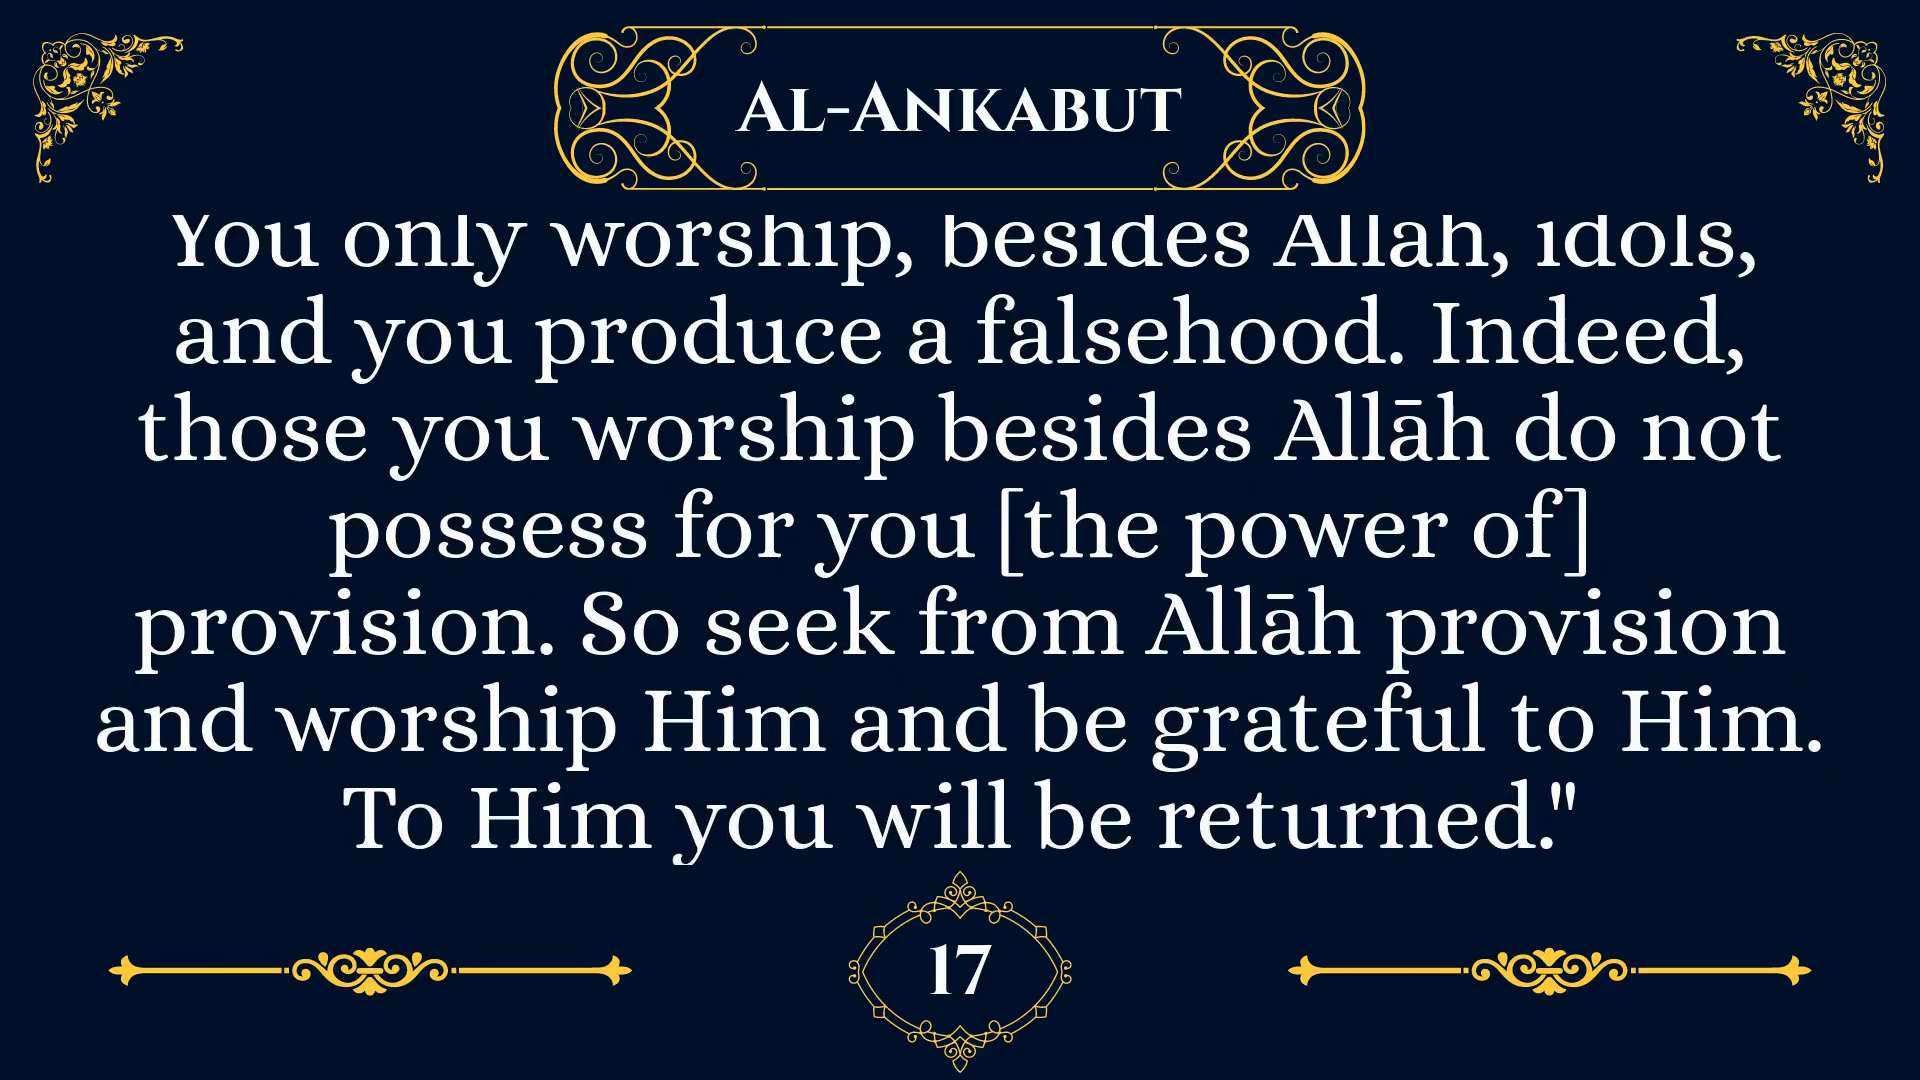 AL-ANKABUT
You only worship, besides Allāh, idols,
and you produce a falsehood. Indeed,
those you worship besides Allāh do not
possess for you [the power of]
provision. So seek from Allāh provision
and worship Him and be grateful to Him.
To Him you will be returned."
17